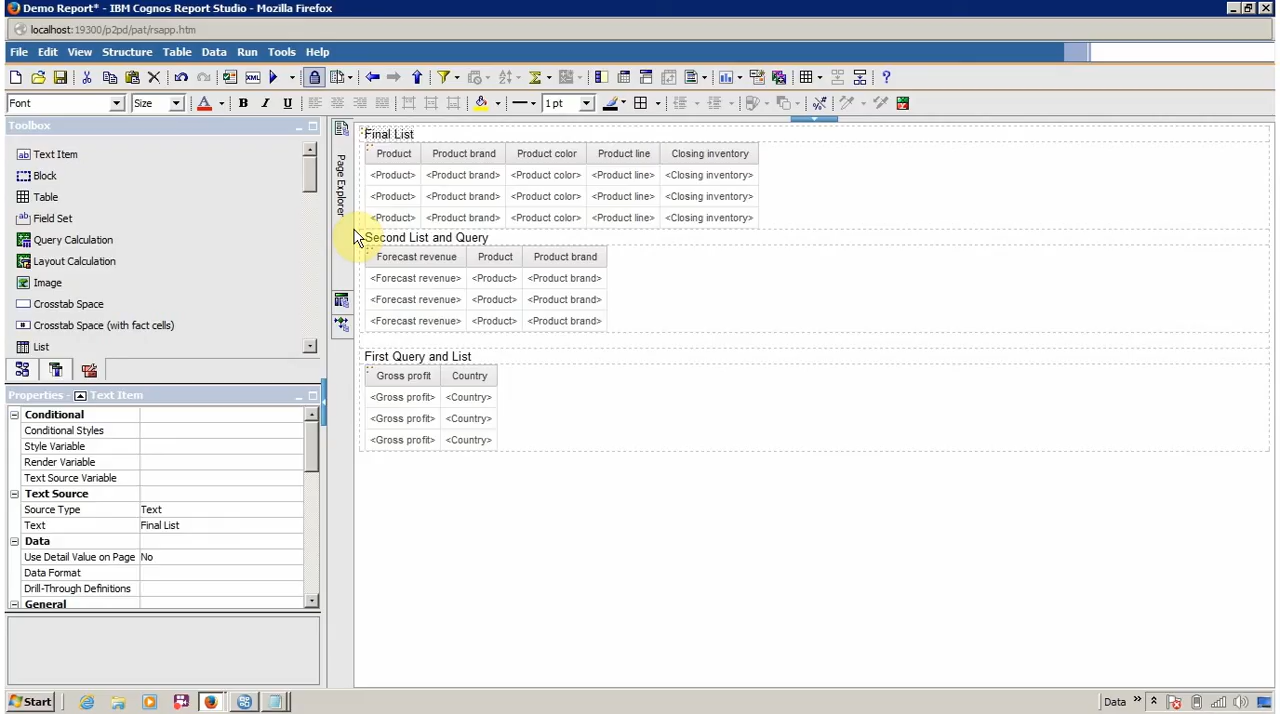 Demo Report* - IBM Cognos Report Studio - Mozilla Firefox
localhost:19300/p2pd/pat/rsapp.htm
File Edit View Structure Table Data Run Tools Help
Font Size B I U 1 pt
Toolbox
Text Item
Block
Table
Field Set
Query Calculation
Layout Calculation
Image
Crosstab Space
Crosstab Space (with fact cells)
List
Properties - Text Item
Conditional
Conditional Styles
Style Variable
Render Variable
Text Source Variable
Text Source
Source Type Text
Text Final List
Data
Use Detail Value on Page No
Data Format
Drill-Through Definitions
General
Page Explorer
Final List
Product Product brand Product color Product line Closing inventory
<Product> <Product brand> <Product color> <Product line> <Closing inventory>
<Product> <Product brand> <Product color> <Product line> <Closing inventory>
<Product> <Product brand> <Product color> <Product line> <Closing inventory>
Second List and Query
Forecast revenue Product Product brand
<Forecast revenue> <Product> <Product brand>
<Forecast revenue> <Product> <Product brand>
<Forecast revenue> <Product> <Product brand>
First Query and List
Gross profit Country
<Gross profit> <Country>
<Gross profit> <Country>
<Gross profit> <Country>
Start
Data